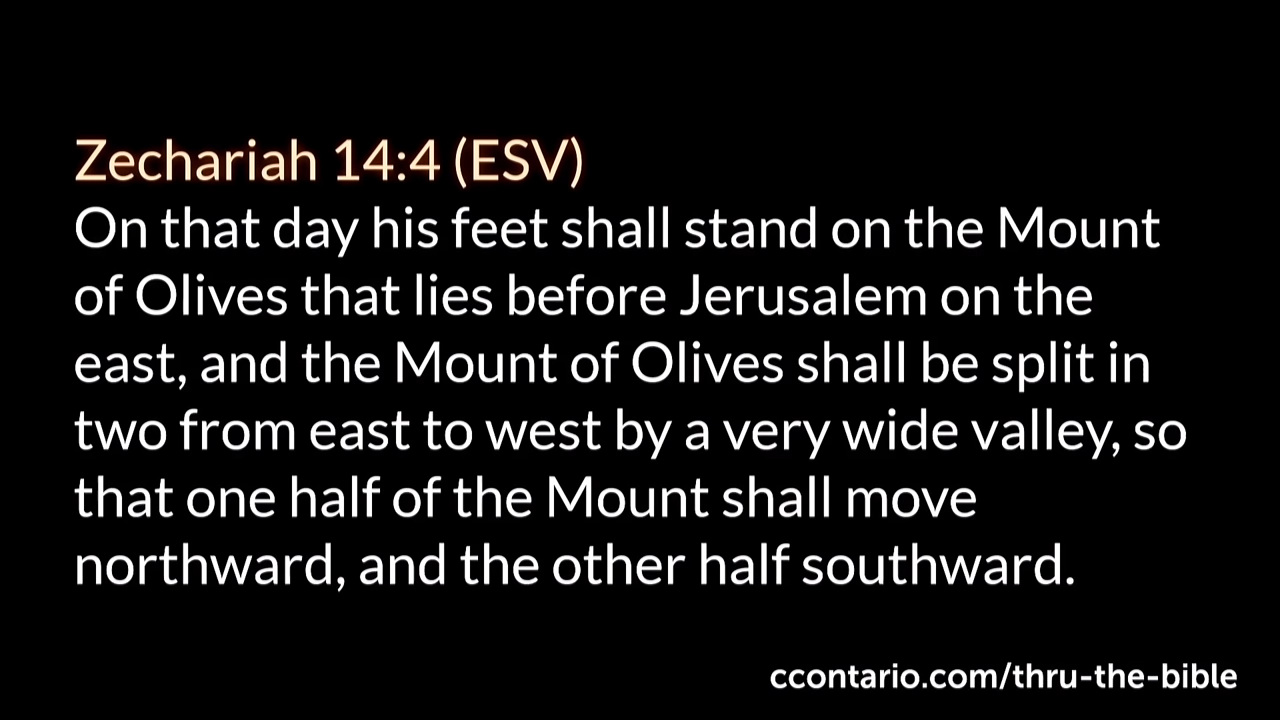 Zechariah 14:4 (ESV)
On that day his feet shall stand on the Mount
of Olives that lies before Jerusalem on the
east, and the Mount of Olives shall be split in
two from east to west by a very wide valley, so
that one half of the Mount shall move
northward, and the other half southward.
ccontario.com/thru-the-bible